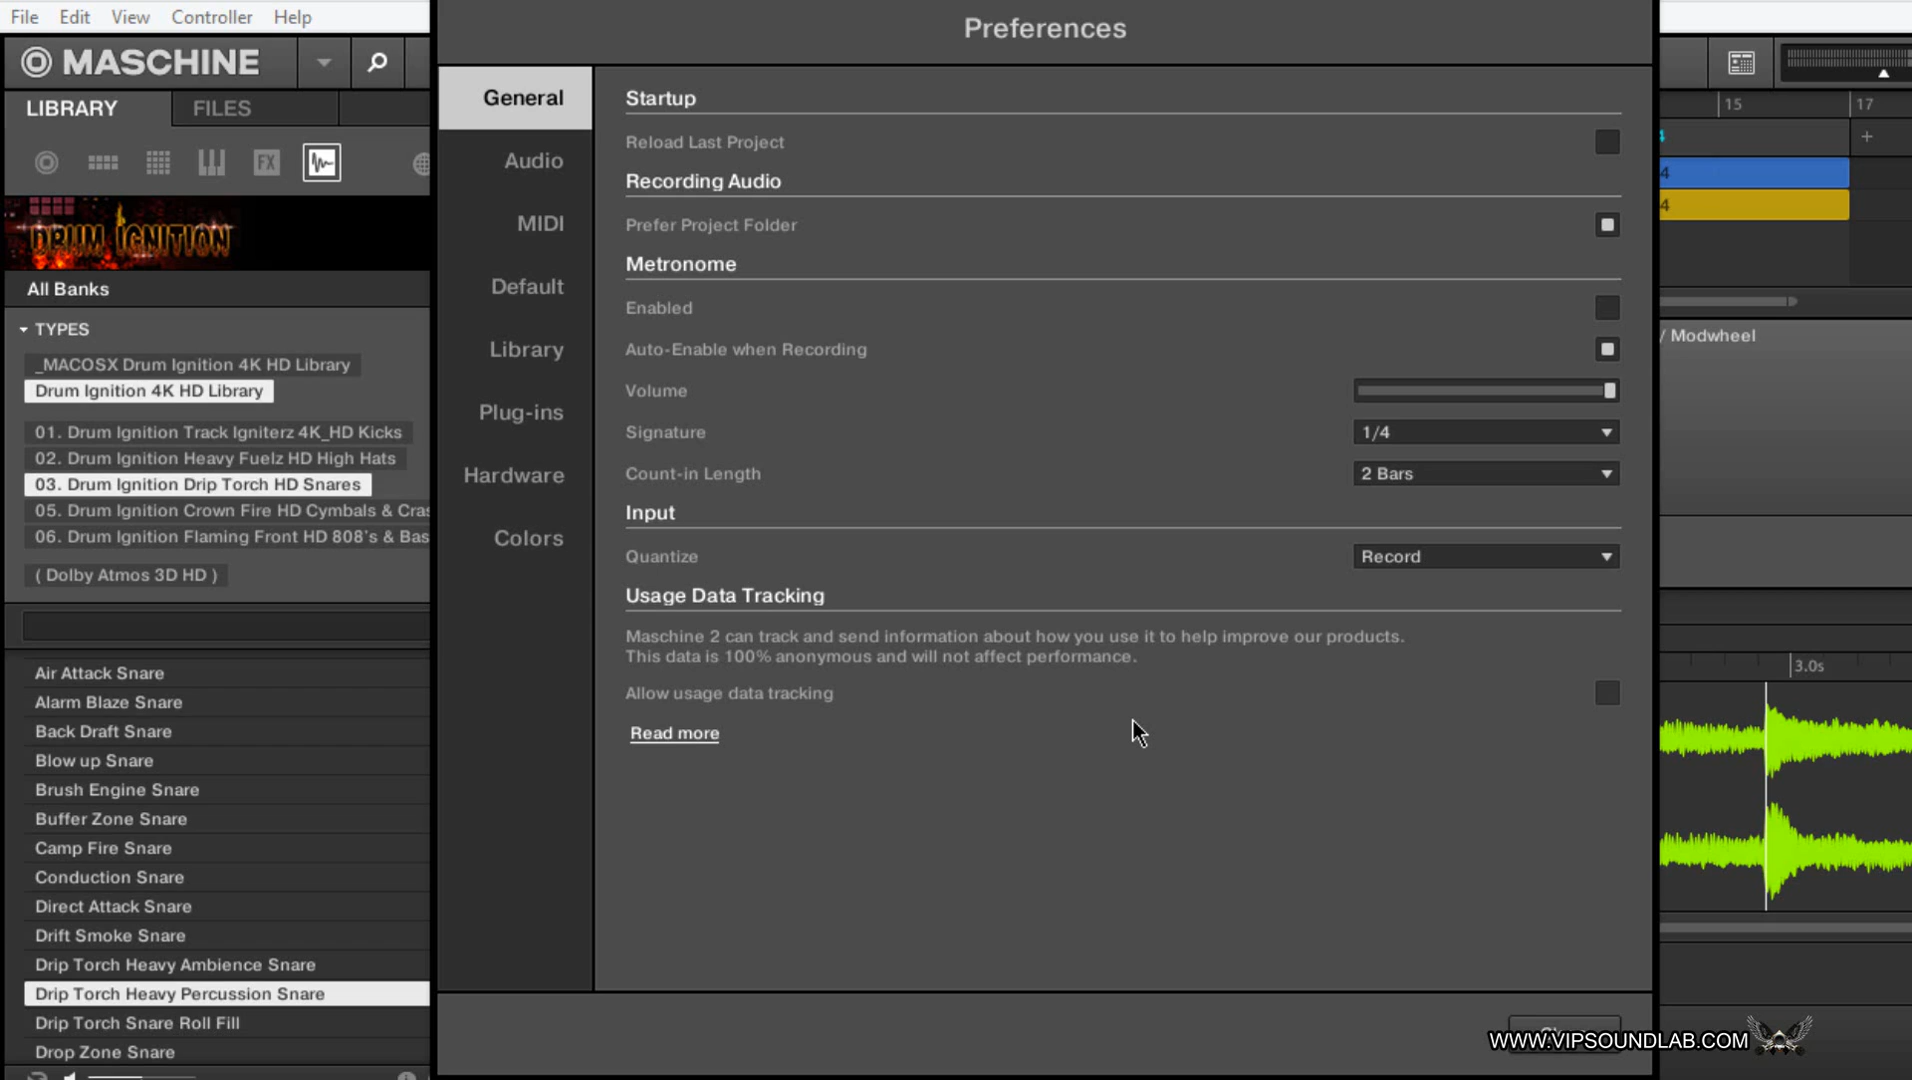 File Edit View Controller Help
MASCHINE
LIBRARY FILES
FX
DRUM IGNITION
All Banks
TYPES
_MACOSX Drum Ignition 4K HD Library
Drum Ignition 4K HD Library
01. Drum Ignition Track Igniterz 4K_HD Kicks
02. Drum Ignition Heavy Fuelz HD High Hats
03. Drum Ignition Drip Torch HD Snares
05. Drum Ignition Crown Fire HD Cymbals & Cras
06. Drum Ignition Flaming Front HD 808's & Bas
( Dolby Atmos 3D HD )
Air Attack Snare
Alarm Blaze Snare
Back Draft Snare
Blow up Snare
Brush Engine Snare
Buffer Zone Snare
Camp Fire Snare
Conduction Snare
Direct Attack Snare
Drift Smoke Snare
Drip Torch Heavy Ambience Snare
Drip Torch Heavy Percussion Snare
Drip Torch Snare Roll Fill
Drop Zone Snare
Preferences
General
Audio
MIDI
Default
Library
Plug-ins
Hardware
Colors
Startup
Reload Last Project
Recording Audio
Prefer Project Folder
Metronome
Enabled
Auto-Enable when Recording
Volume
Signature 1/4
Count-in Length 2 Bars
Input
Quantize Record
Usage Data Tracking
Maschine 2 can track and send information about how you use it to help improve our products.
This data is 100% anonymous and will not affect performance.
Allow usage data tracking
Read more
15 17
4 +
4
4
/ Modwheel
3.0s
WWW.VIPSOUNDLAB.COM